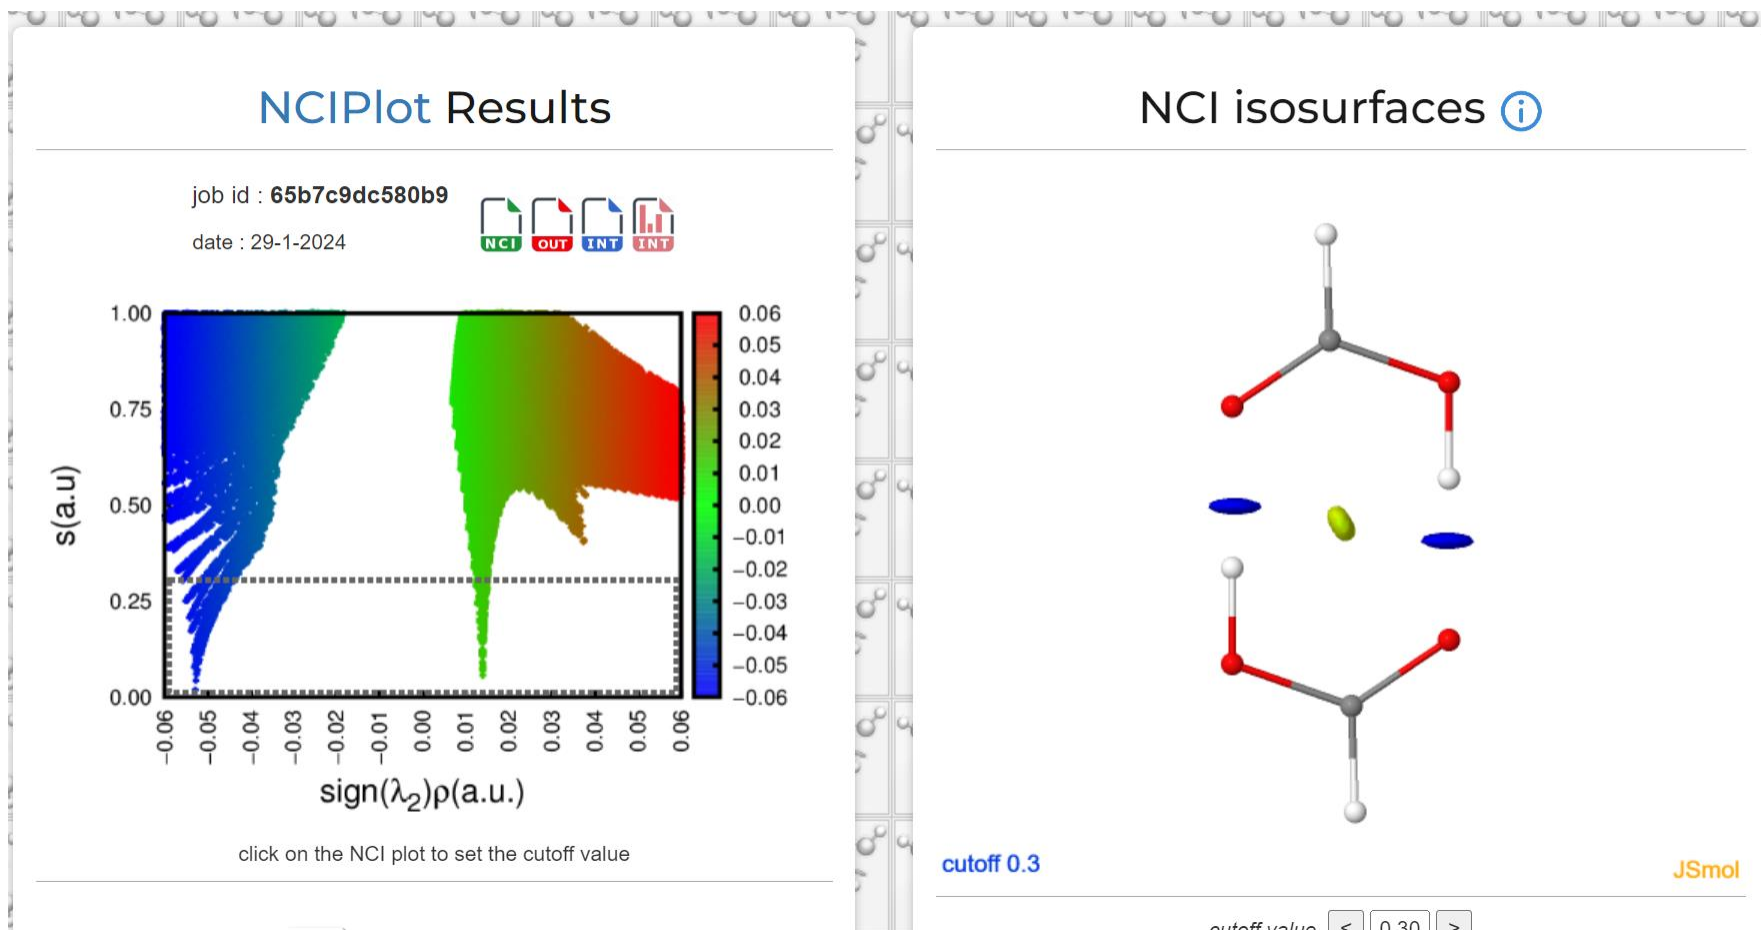 NCIPlot Results
job id : 65b7c9dc580b9
date : 29-1-2024
NCI
OUT
INT
INT
1.00
0.75
0.50
0.25
0.00
s(a.u)
-0.06
-0.05
-0.04
-0.03
-0.02
-0.01
0.00
0.01
0.02
0.03
0.04
0.05
0.06
sign(λ₂)ρ(a.u.)
0.06
0.05
0.04
0.03
0.02
0.01
0.00
−0.01
−0.02
−0.03
−0.04
−0.05
−0.06
click on the NCI plot to set the cutoff value
NCI isosurfaces i
cutoff 0.3
JSmol
cutoff value < 0.30 >